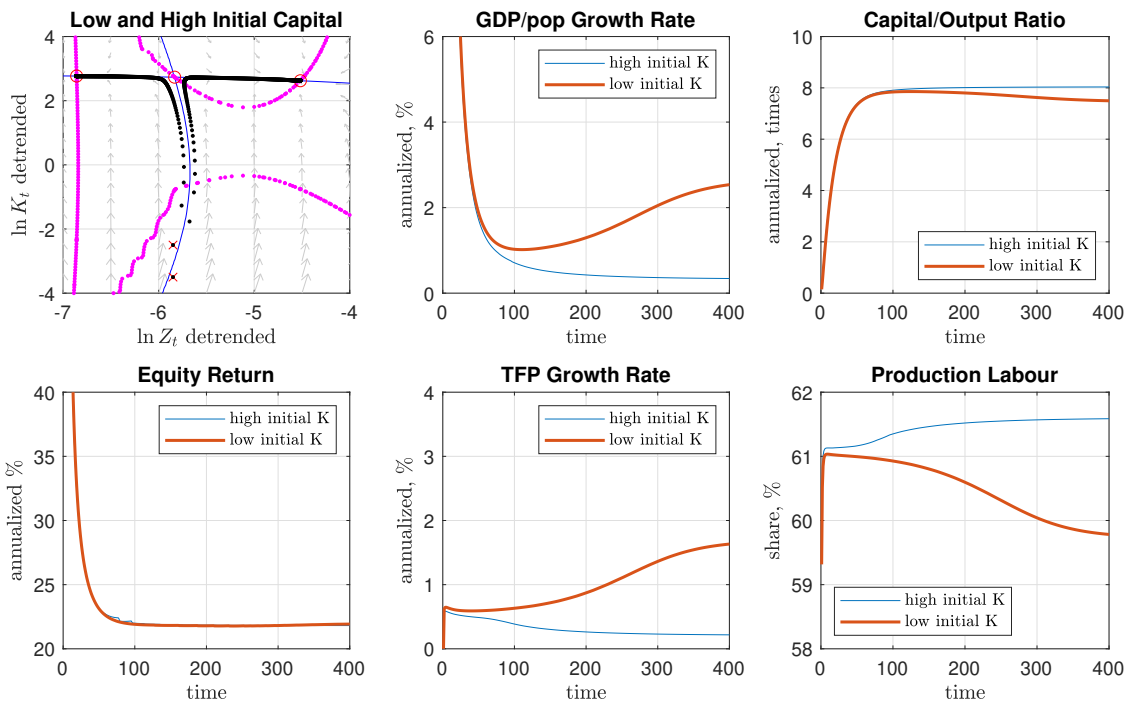 Low and High Initial Capital
4
2
0
-2
-4
ln K_t detrended
-7
-6
-5
-4
ln Z_t detrended
GDP/pop Growth Rate
6
4
2
0
annualized, %
high initial K
low initial K
0
100
200
300
400
time
Capital/Output Ratio
10
8
6
4
2
0
annualized, times
high initial K
low initial K
0
100
200
300
400
time
Equity Return
40
35
30
25
20
annualized %
high initial K
low initial K
0
100
200
300
400
time
TFP Growth Rate
4
3
2
1
0
annualized, %
high initial K
low initial K
0
100
200
300
400
time
Production Labour
62
61
60
59
58
share, %
high initial K
low initial K
0
100
200
300
400
time